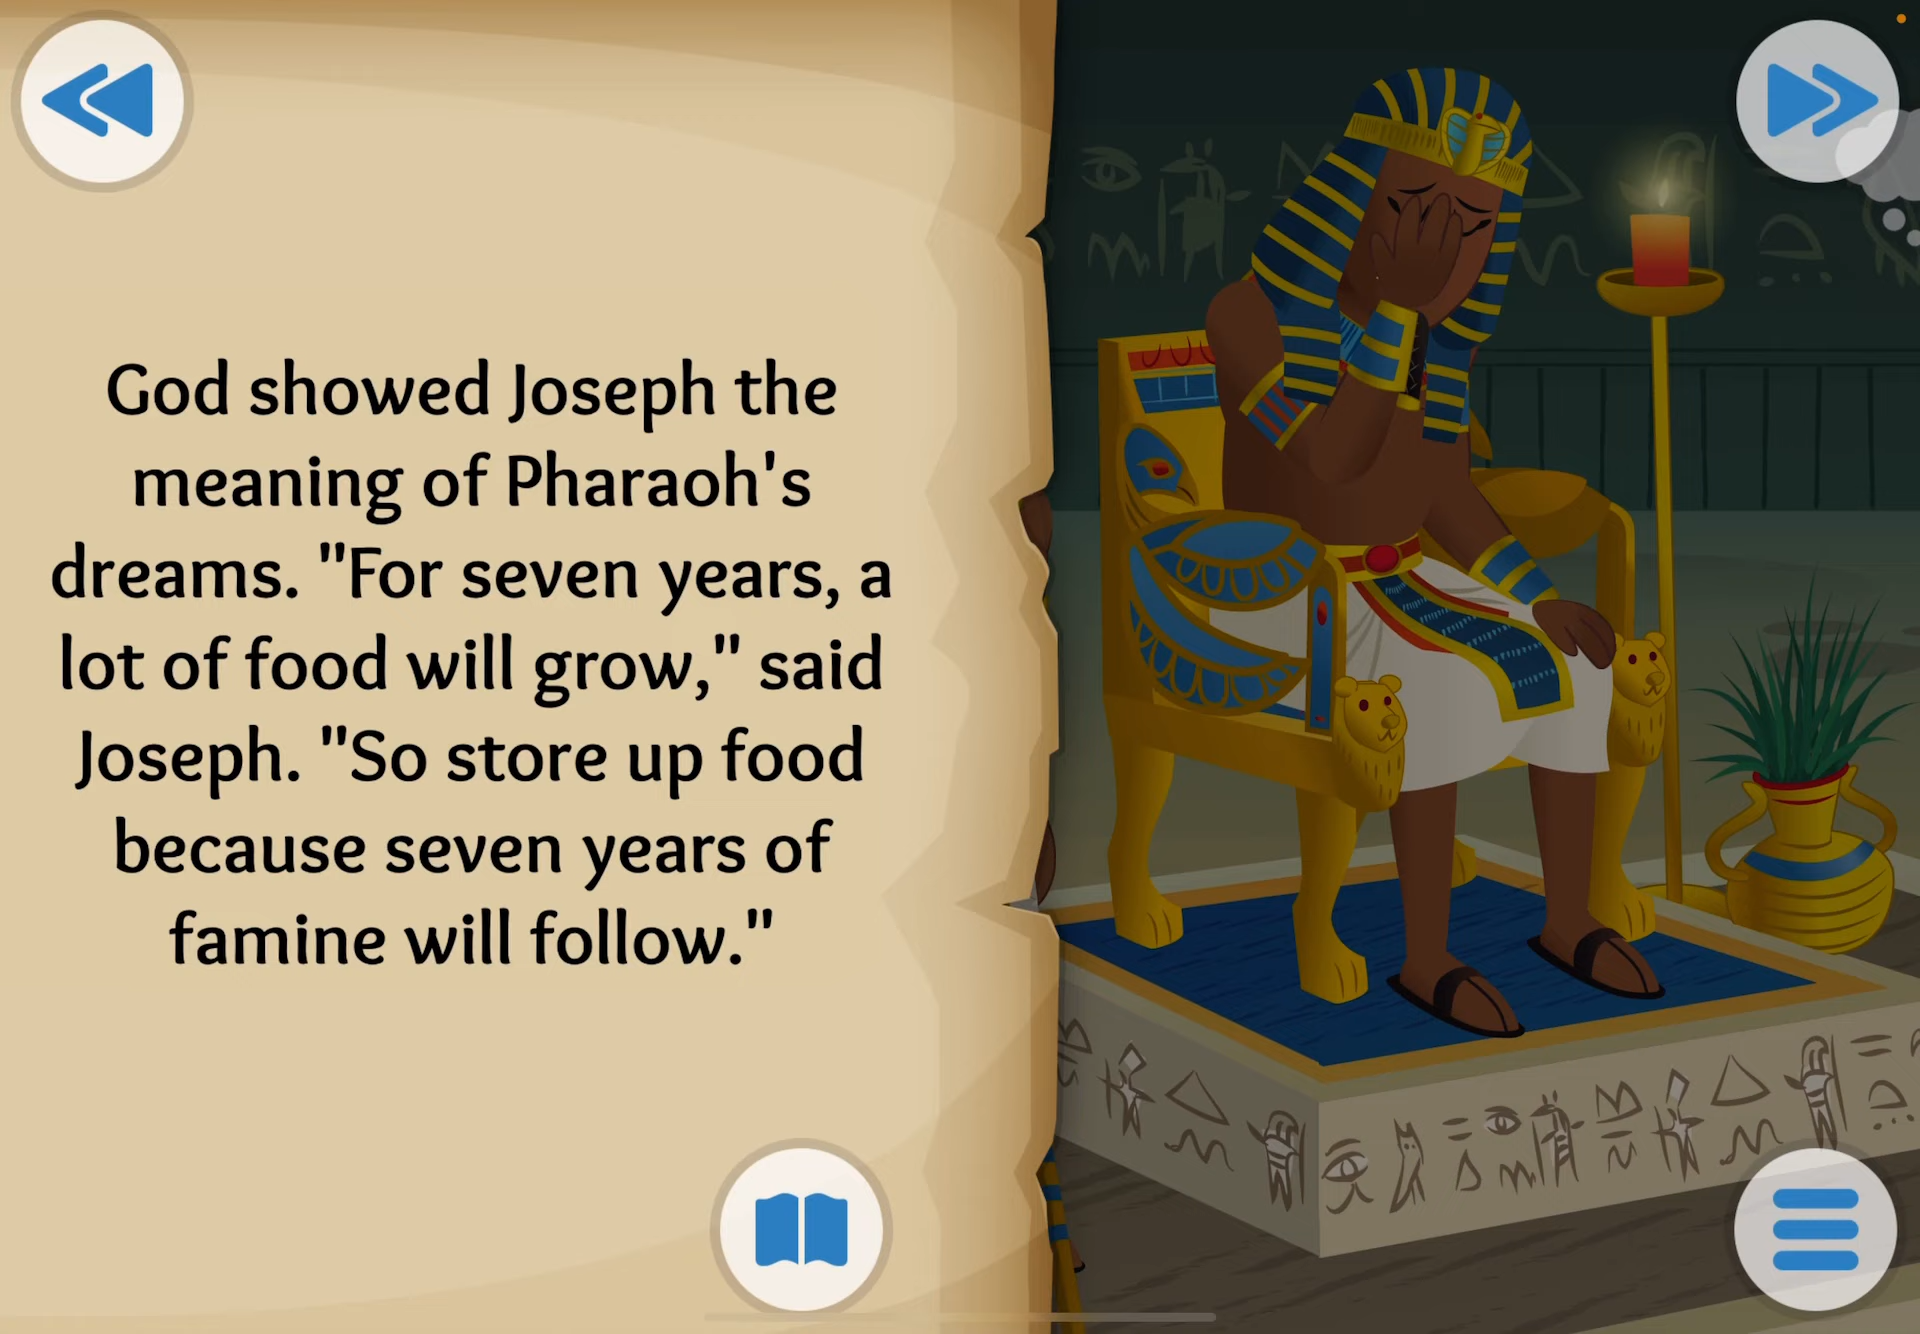 God showed Joseph the
meaning of Pharaoh's
dreams. "For seven years, a
lot of food will grow," said
Joseph. "So store up food
because seven years of
famine will follow."